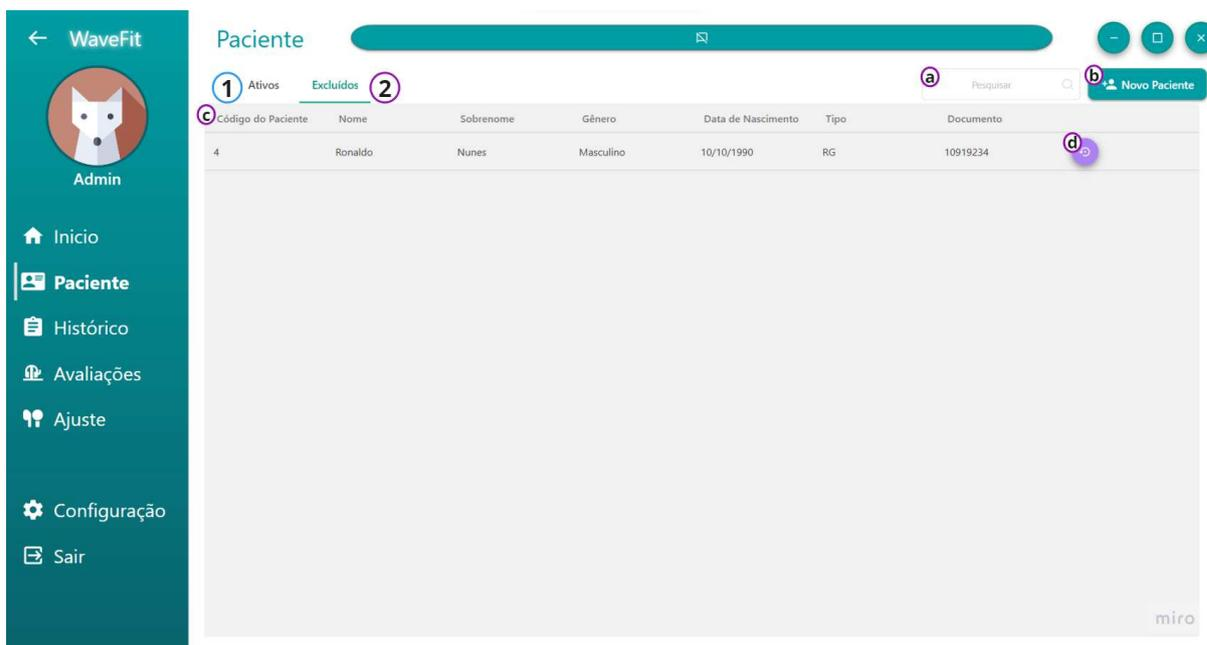 WaveFit
Admin
Inicio
Paciente
Histórico
Avaliações
Ajuste
Configuração
Sair
Paciente
1 Ativos Excluídos 2
a Pesquisar b Novo Paciente
c Código do Paciente Nome Sobrenome Gênero Data de Nascimento Tipo Documento
4 Ronaldo Nunes Masculino 10/10/1990 RG 10919234 d
miro